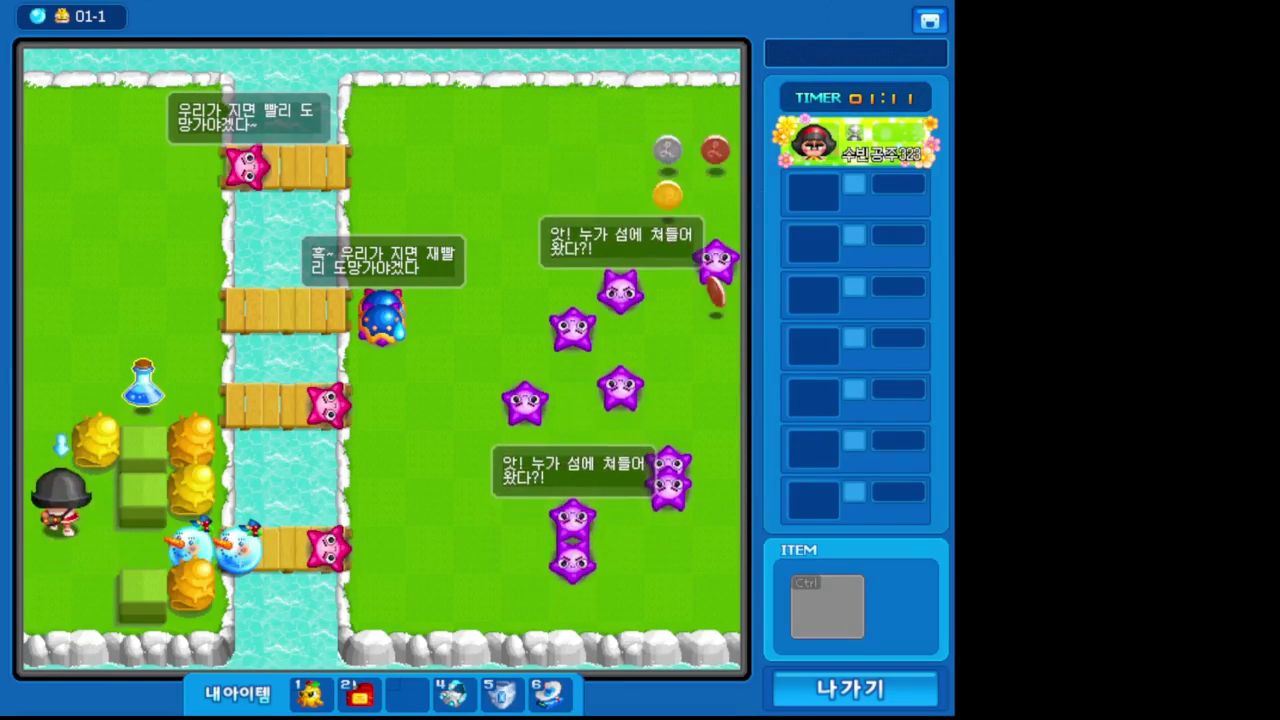 01-1
TIMER 01:11
수빈공주023
우리가 지면 빨리 도
망가야겠다~
흑~ 우리가 지면 재빨
리 도망가야겠다
앗! 누가 섬에 쳐들어
왔다?!
앗! 누가 섬에 쳐들어
왔다?!
ITEM
Ctrl
내아이템
1
2
4
5
6
나가기